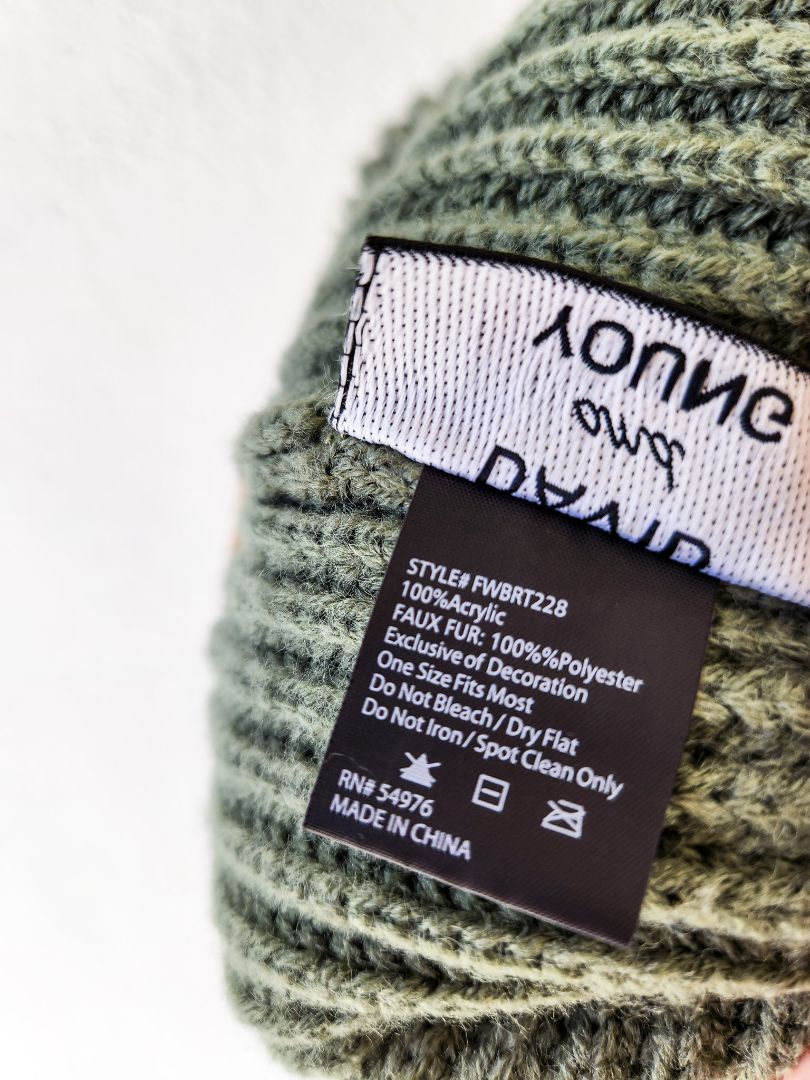 DAVID
and
YOUNG
STYLE# FWBRT228
100%Acrylic
FAUX FUR: 100%%Polyester
Exclusive of Decoration
One Size Fits Most
Do Not Bleach / Dry Flat
Do Not Iron / Spot Clean Only
RN# 54976
MADE IN CHINA